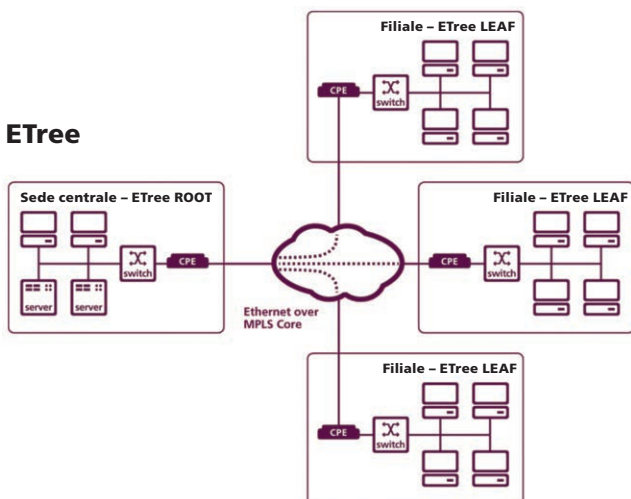 ETree
Filiale – ETree LEAF
CPE
switch
Sede centrale – ETree ROOT
switch
CPE
server
server
Ethernet over
MPLS Core
Filiale – ETree LEAF
CPE
switch
Filiale – ETree LEAF
CPE
switch